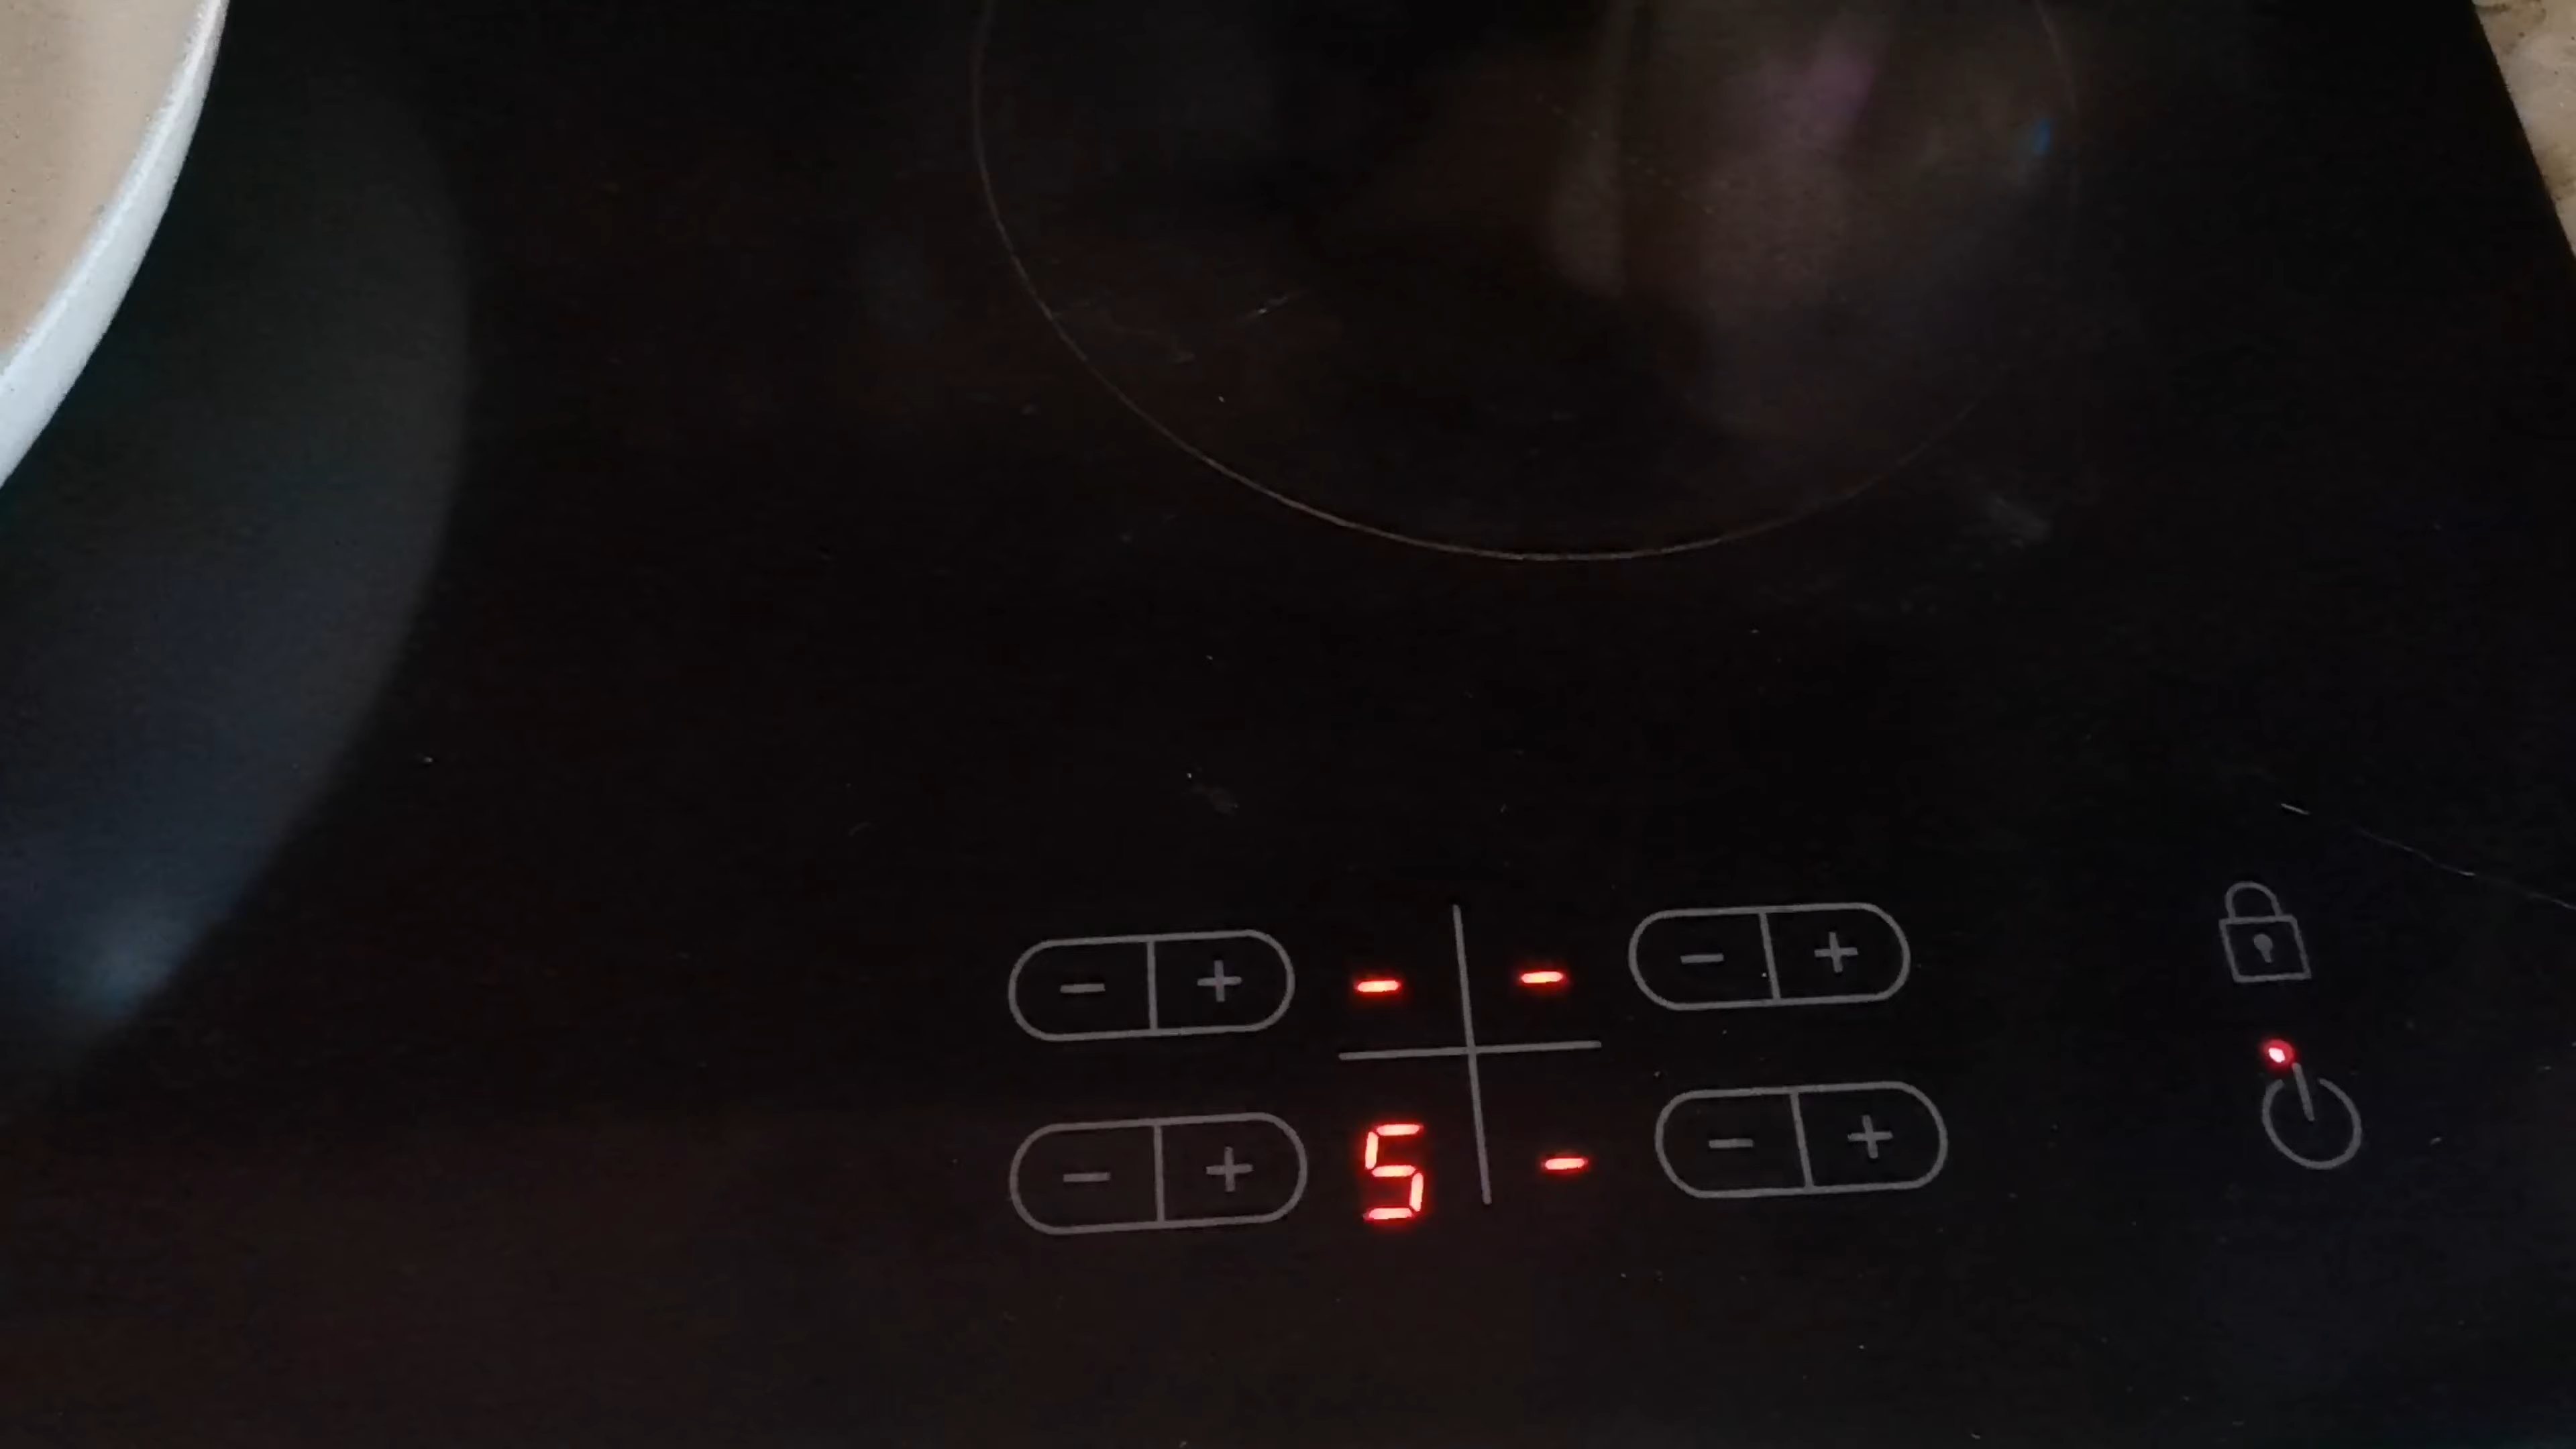 - + - - - +
- + 5 - - +